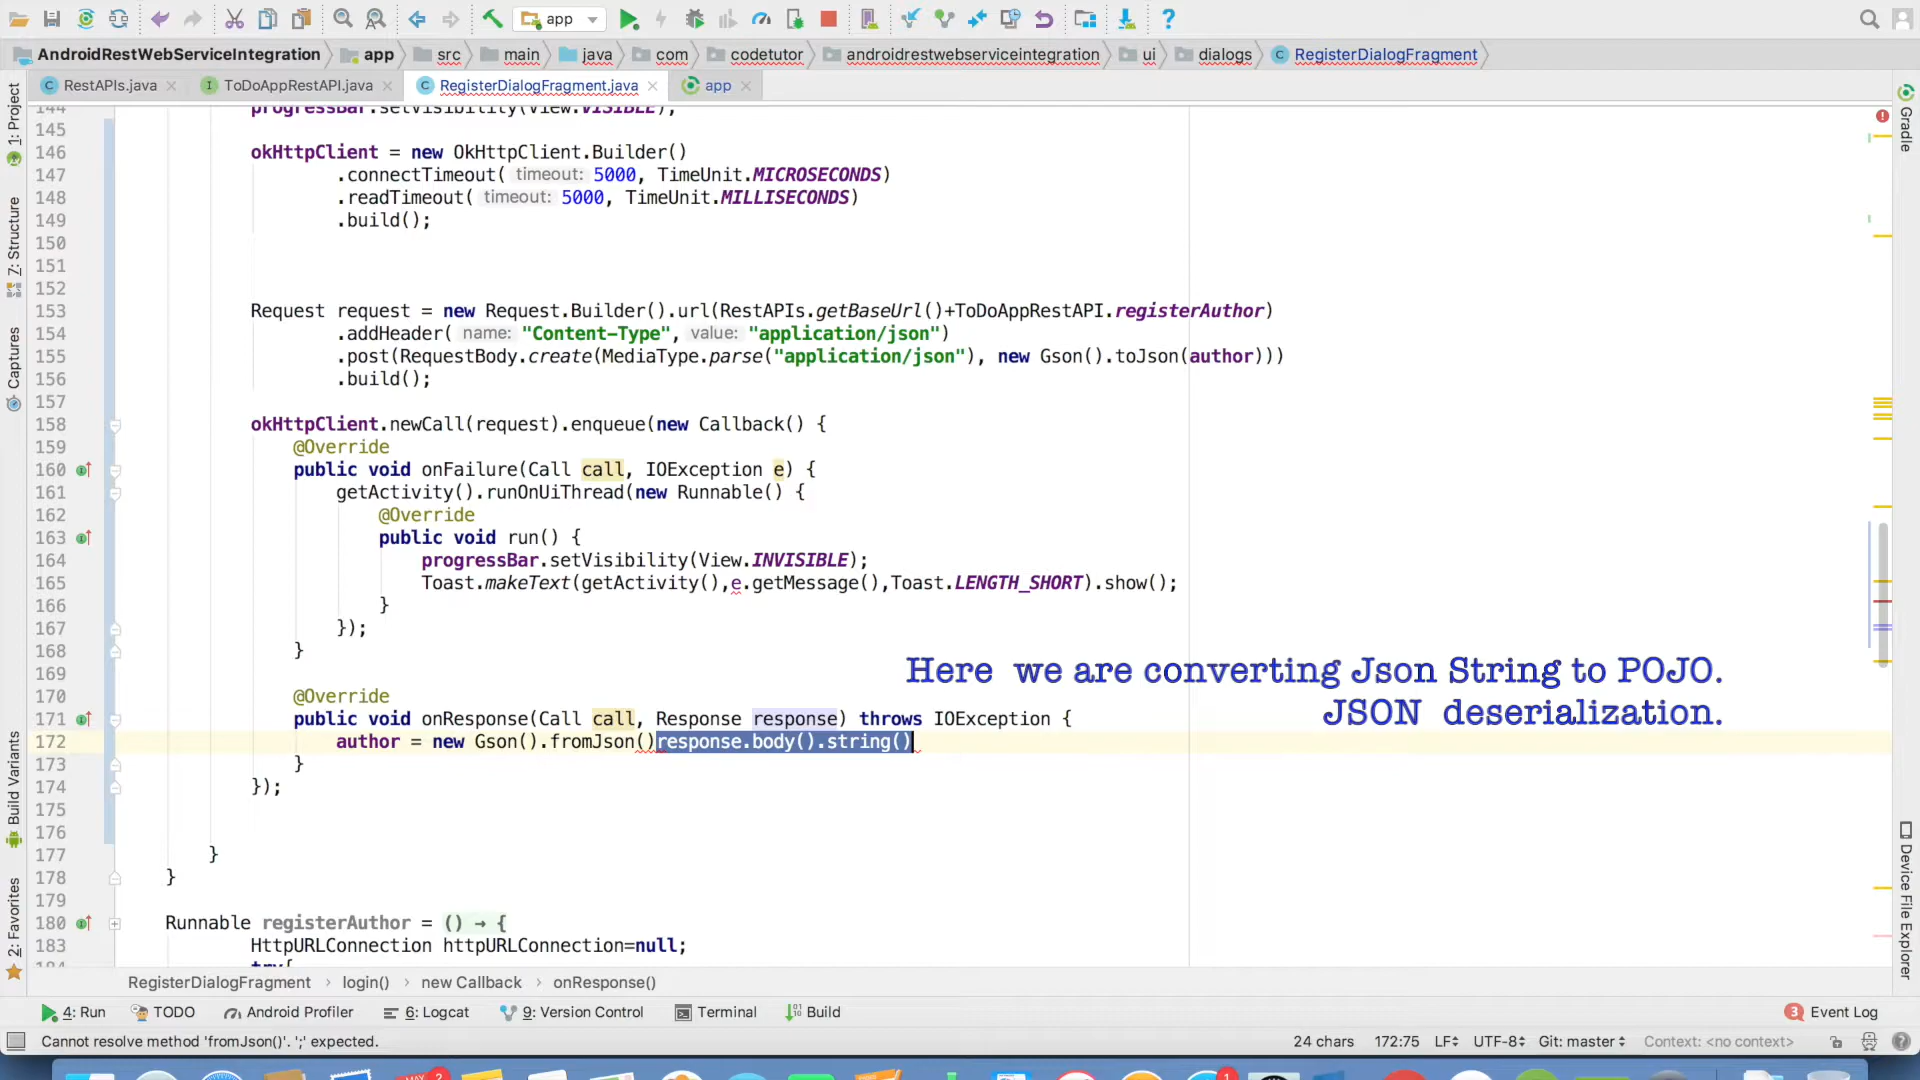 app
AndroidRestWebServiceIntegration app src main java com codetutor androidrestwebserviceintegration ui dialogs RegisterDialogFragment
RestAPIs.java ToDoAppRestAPI.java RegisterDialogFragment.java app
1: Project
7: Structure
Captures
Build Variants
2: Favorites
Gradle
Device File Explorer
144 progressBar.setVisibility(View.VISIBLE);
145
146 okHttpClient = new OkHttpClient.Builder()
147 .connectTimeout( timeout: 5000, TimeUnit.MICROSECONDS)
148 .readTimeout( timeout: 5000, TimeUnit.MILLISECONDS)
149 .build();
150
151
152
153 Request request = new Request.Builder().url(RestAPIs.getBaseUrl()+ToDoAppRestAPI.registerAuthor)
154 .addHeader( name: "Content-Type", value: "application/json")
155 .post(RequestBody.create(MediaType.parse("application/json"), new Gson().toJson(author)))
156 .build();
157
158 okHttpClient.newCall(request).enqueue(new Callback() {
159 @Override
160 public void onFailure(Call call, IOException e) {
161 getActivity().runOnUiThread(new Runnable() {
162 @Override
163 public void run() {
164 progressBar.setVisibility(View.INVISIBLE);
165 Toast.makeText(getActivity(),e.getMessage(),Toast.LENGTH_SHORT).show();
166 }
167 });
168 }
169
Here we are converting Json String to POJO.
JSON deserialization.
170 @Override
171 public void onResponse(Call call, Response response) throws IOException {
172 author = new Gson().fromJson()response.body().string()
173 }
174 });
175
176
177 }
178 }
179
180 Runnable registerAuthor = () → {
183 HttpURLConnection httpURLConnection=null;
184 try{
RegisterDialogFragment › login() › new Callback › onResponse()
4: Run TODO Android Profiler 6: Logcat 9: Version Control Terminal Build 3 Event Log
Cannot resolve method 'fromJson()'. ';' expected. 24 chars 172:75 LF UTF-8 Git: master Context: <no context>